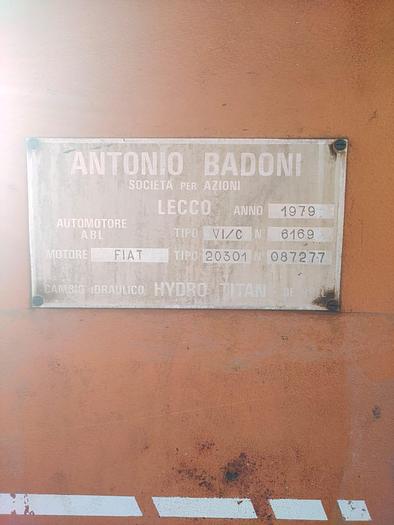 ANTONIO BADONI
SOCIETÀ PER AZIONI
LECCO ANNO 1979
AUTOMOTORE
ABL
TIPO VI/C N 6169
MOTORE FIAT TIPO 20301 N 087277
CAMBIO IDRAULICO HYDRO TITAN DE